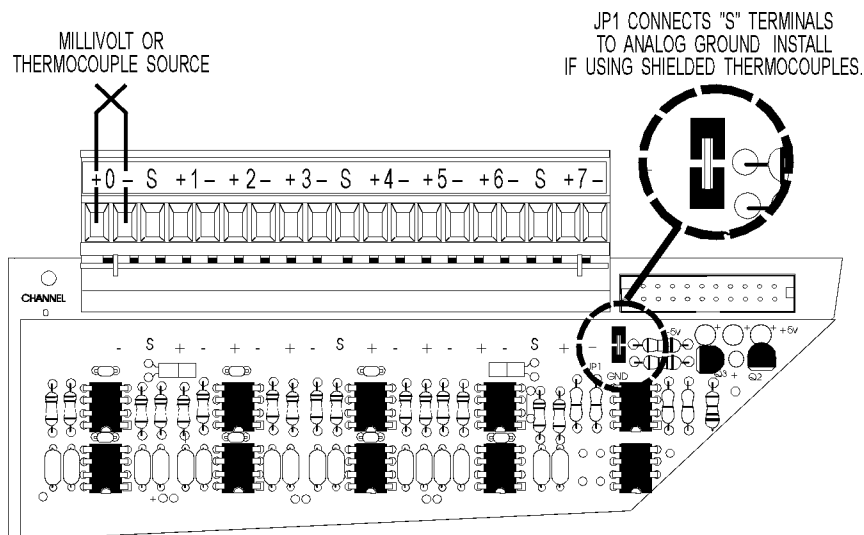 MILLIVOLT OR
THERMOCOUPLE SOURCE
JP1 CONNECTS "S" TERMINALS
TO ANALOG GROUND INSTALL
IF USING SHIELDED THERMOCOUPLES.
+0- S +1- +2- +3- S +4- +5- +6- S +7-
CHANNEL
- S + - + - + - S + - + - + - S + -
JP1 GND
-5v
+ + +5v
Q3 + Q2
+